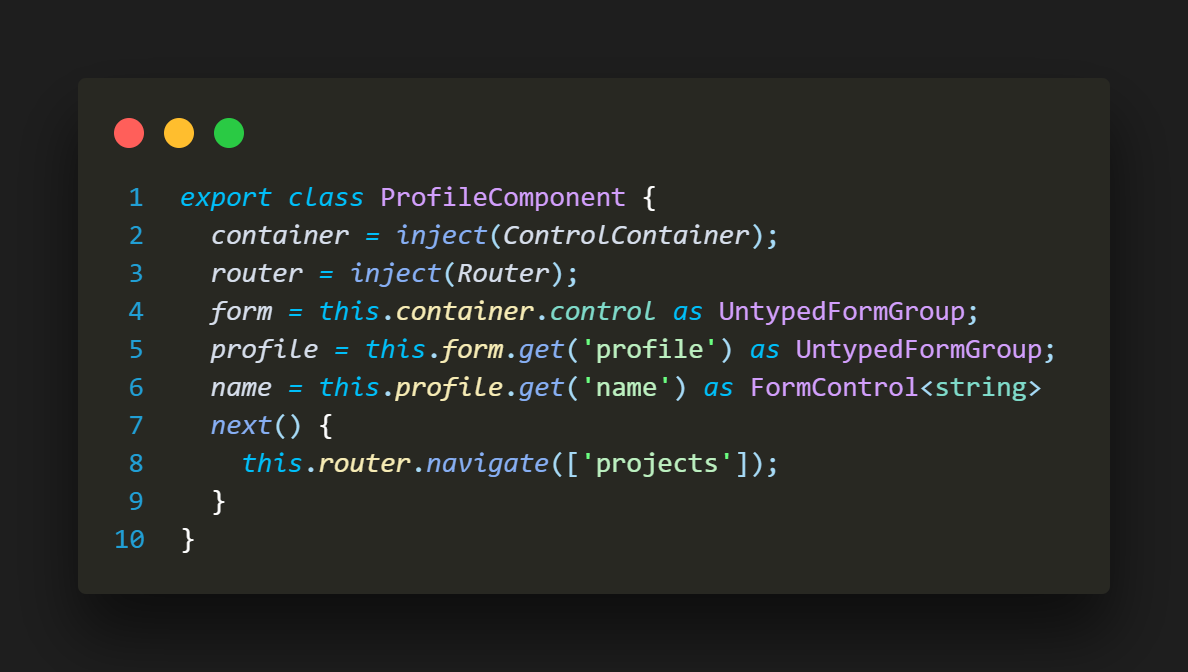 1 export class ProfileComponent {
2   container = inject(ControlContainer);
3   router = inject(Router);
4   form = this.container.control as UntypedFormGroup;
5   profile = this.form.get('profile') as UntypedFormGroup;
6   name = this.profile.get('name') as FormControl<string>
7   next() {
8     this.router.navigate(['projects']);
9   }
10 }